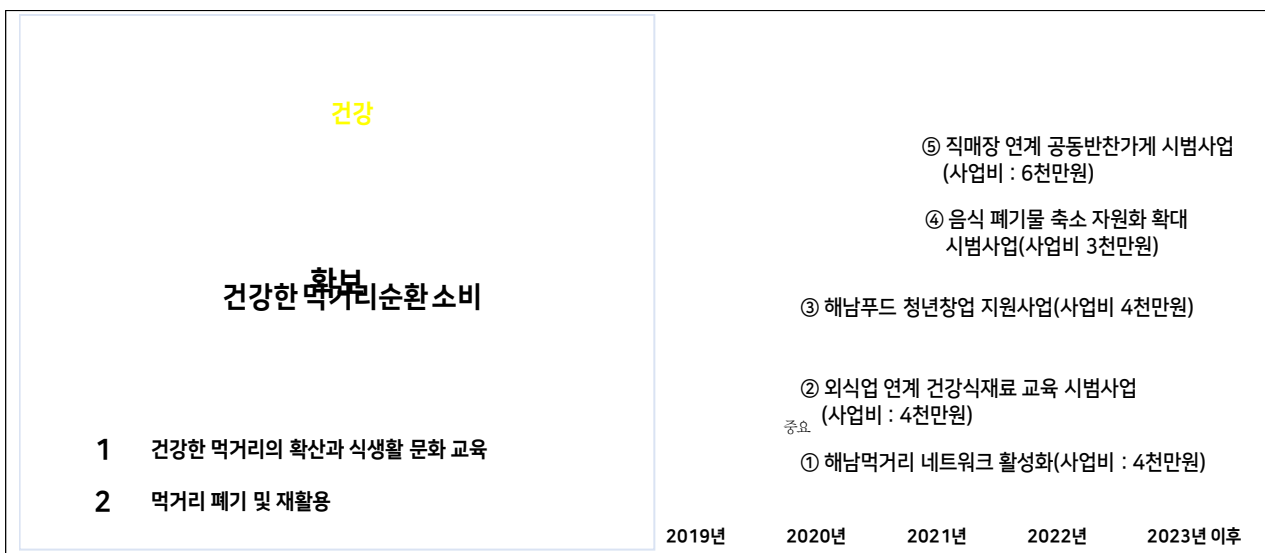 건강
확보
건강한 먹거리순환 소비
1 건강한 먹거리의 확산과 식생활 문화 교육
2 먹거리 폐기 및 재활용
⑤ 직매장 연계 공동반찬가게 시범사업
(사업비 : 6천만원)
④ 음식 폐기물 축소 자원화 확대
시범사업(사업비 3천만원)
③ 해남푸드 청년창업 지원사업(사업비 4천만원)
② 외식업 연계 건강식재료 교육 시범사업
(사업비 : 4천만원)
중요
① 해남먹거리 네트워크 활성화(사업비 : 4천만원)
2019년 2020년 2021년 2022년 2023년 이후